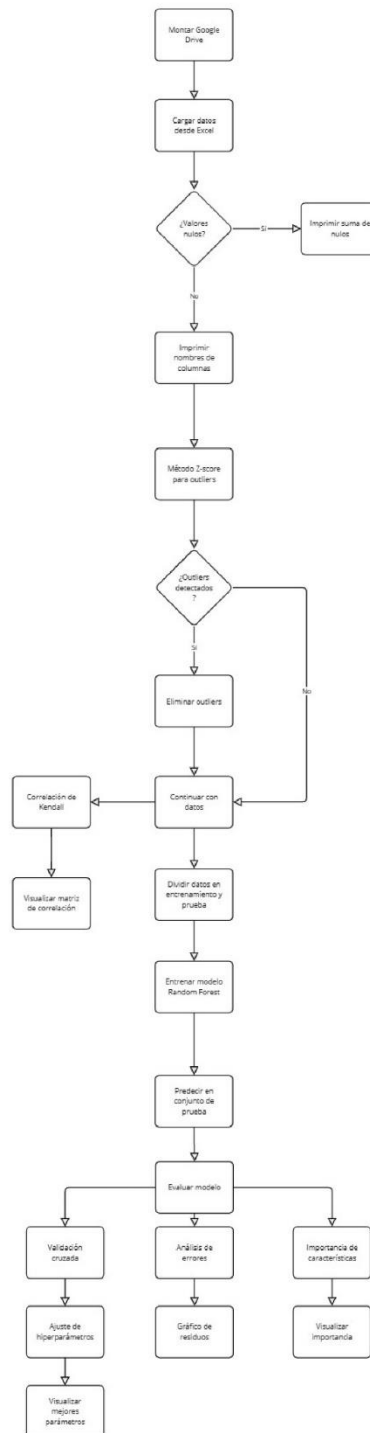 Montar Google
Drive
Cargar datos
desde Excel
¿Valores
nulos?
Sí
Imprimir suma de
nulos
No
Imprimir
nombres de
columnas
Método Z-score
para outliers
¿Outliers
detectados
?
Sí
No
Eliminar outliers
Correlación de
Kendall
Continuar con
datos
Visualizar matriz
de correlación
Dividir datos en
entrenamiento y
prueba
Entrenar modelo
Random Forest
Predecir en
conjunto de
prueba
Evaluar modelo
Validación
cruzada
Análisis de
errores
Importancia de
características
Ajuste de
hiperparámetros
Gráfico de
residuos
Visualizar
importancia
Visualizar
mejores
parámetros